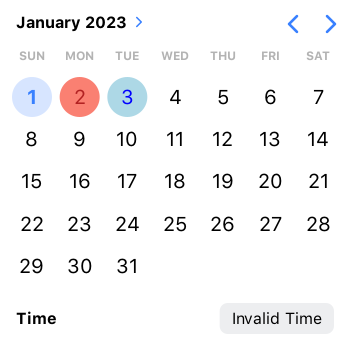 January 2023
SUN MON TUE WED THU FRI SAT
1 2 3 4 5 6 7
8 9 10 11 12 13 14
15 16 17 18 19 20 21
22 23 24 25 26 27 28
29 30 31
Time Invalid Time